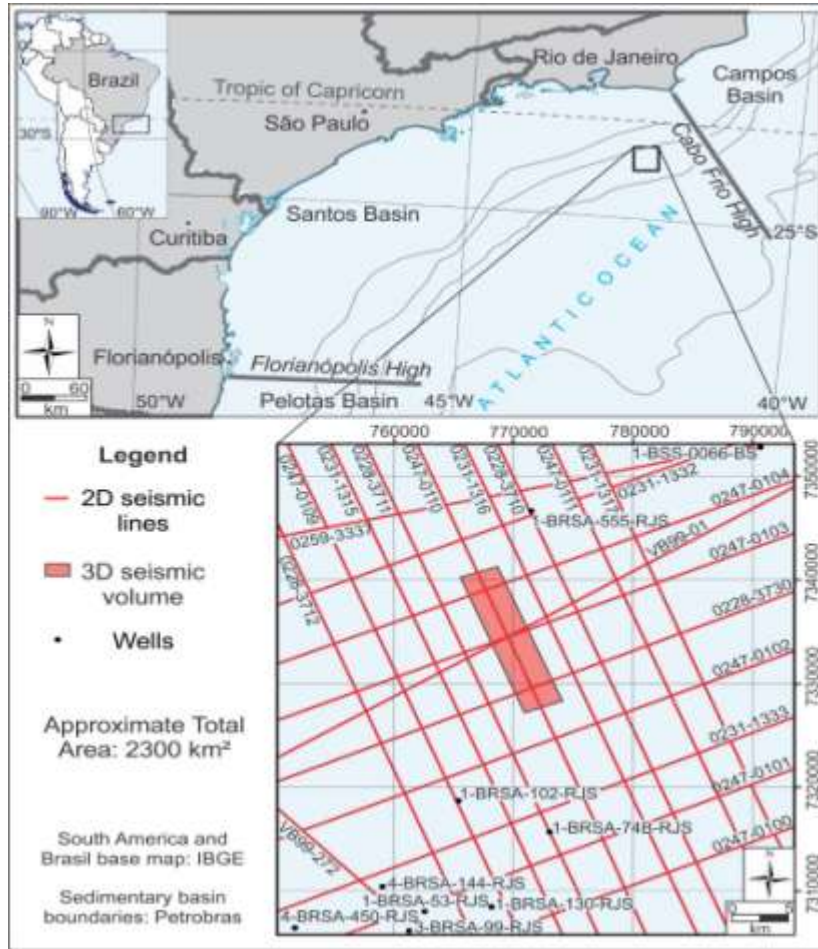 Brazil
30°S
90°W
60°W
Rio de Janeiro
Campos
Basin
Tropic of Capricorn
São Paulo
Cabo Frio High
25°S
Santos Basin
Curitiba
ATLANTIC OCEAN
N
Florianópolis
Florianópolis High
0 60
km
50°W
Pelotas Basin
45°W
40°W
760000 770000 780000 790000
Legend
2D seismic
lines
3D seismic
volume
Wells
Approximate Total
Area: 2300 km²
South America and
Brasil base map: IBGE
Sedimentary basin
boundaries: Petrobras
1-BSS-0066-BS
0247-0109
0231-1315
0228-3711
0247-0110
0231-1316
0228-3710
0247-0111
0231-1317
0231-1332
0247-0104
7350000
1-BRSA-555-RJS
0259-3337
VB99-01
0247-0103
0228-3712
7340000
0228-3730
0247-0102
7330000
0231-1333
7320000
1-BRSA-102-RJS
0247-0101
1-BRSA-748-RJS
VB99-272
0247-0100
4-BRSA-144-RJS
7310000
1-BRSA-53-RJS
1-BRSA-130-RJS
4-BRSA-450-RJS
3-BRSA-99-RJS
N
0 5
km